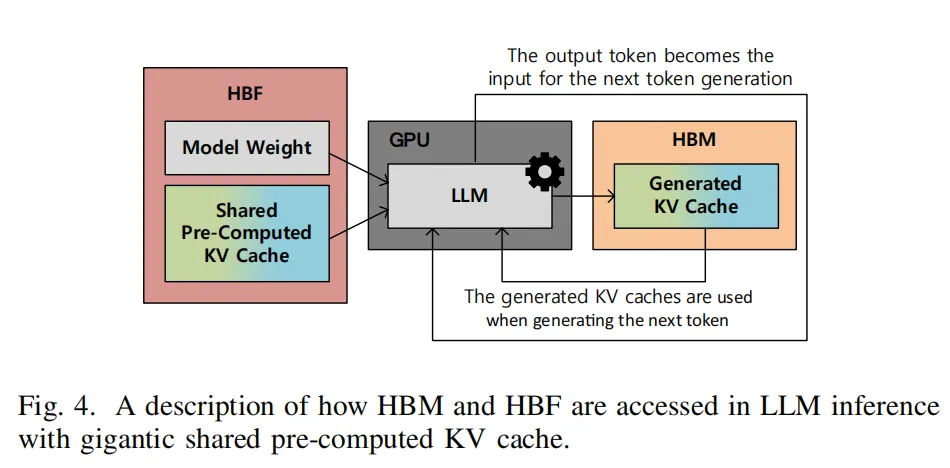 The output token becomes the
input for the next token generation
HBF
Model Weight
Shared
Pre-Computed
KV Cache
GPU
LLM
HBM
Generated
KV Cache
The generated KV caches are used
when generating the next token
Fig. 4. A description of how HBM and HBF are accessed in LLM inference
with gigantic shared pre-computed KV cache.